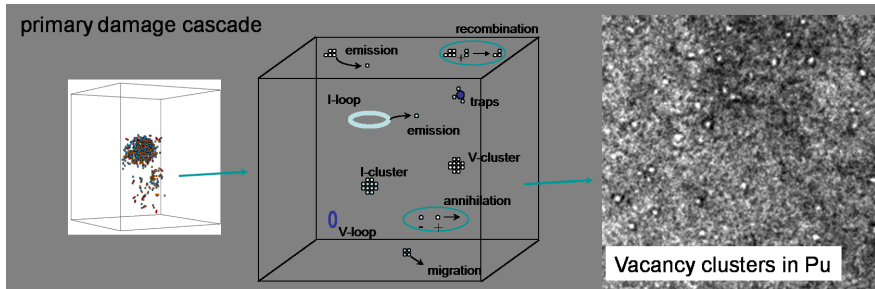 primary damage cascade
recombination
emission
+
traps
I-loop
emission
V-cluster
I-cluster
annihilation
- +
V-loop
migration
Vacancy clusters in Pu